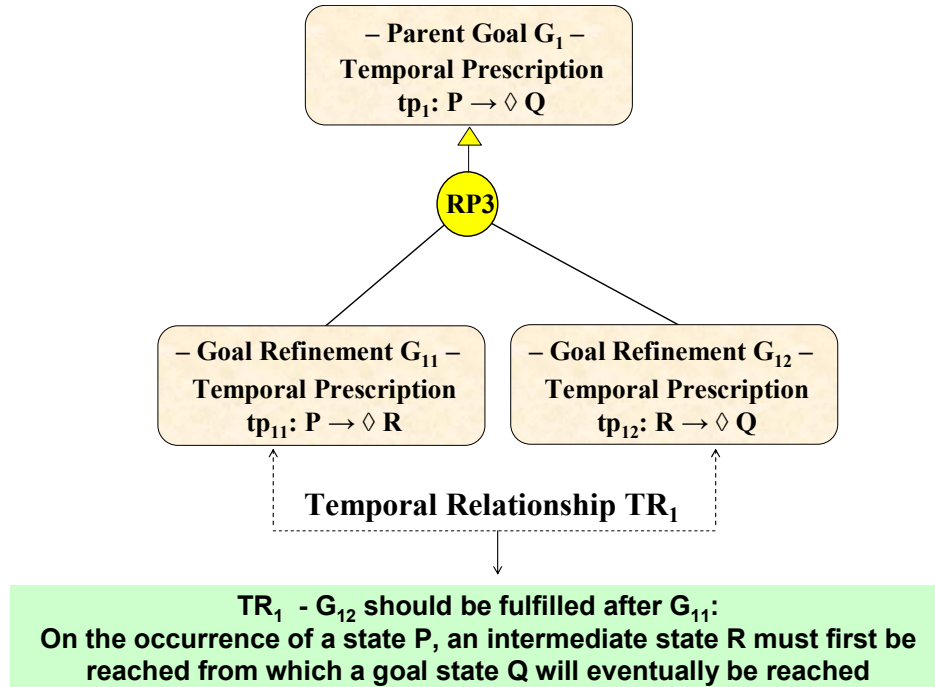 – Parent Goal G₁ –
Temporal Prescription
tp₁: P → ◊ Q
RP3
– Goal Refinement G₁₁ –
Temporal Prescription
tp₁₁: P → ◊ R
– Goal Refinement G₁₂ –
Temporal Prescription
tp₁₂: R → ◊ Q
Temporal Relationship TR₁
TR₁ - G₁₂ should be fulfilled after G₁₁:
On the occurrence of a state P, an intermediate state R must first be
reached from which a goal state Q will eventually be reached